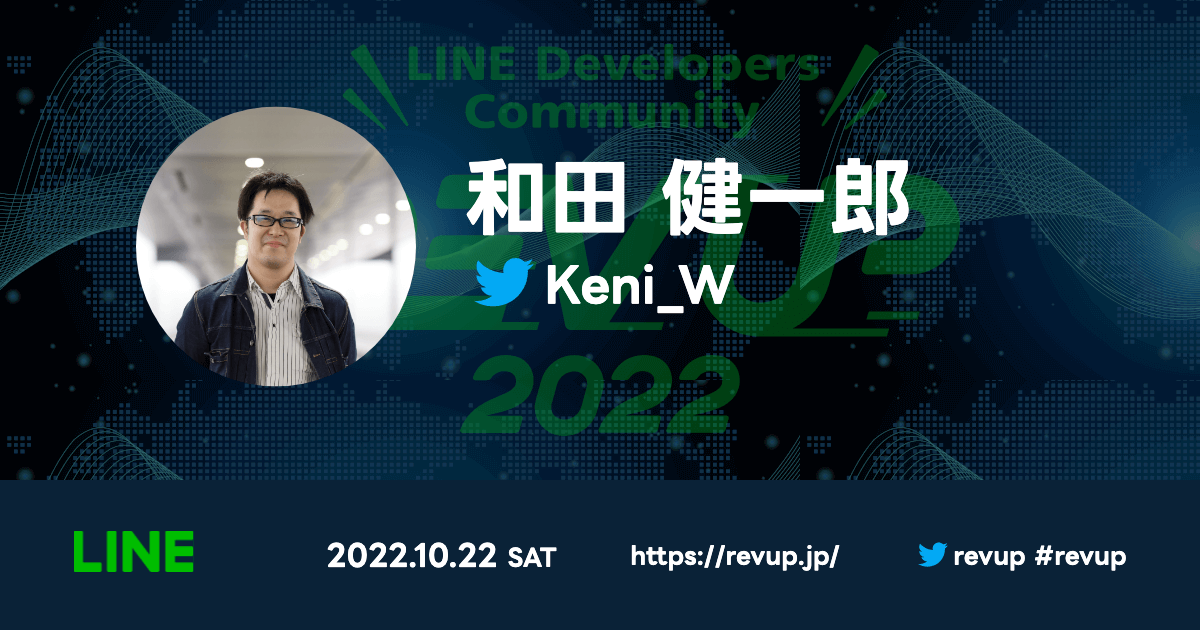 LINE Developers
Community
REVUP
2022
和田 健一郎
Keni_W
LINE
2022.10.22 SAT
https://revup.jp/
revup #revup